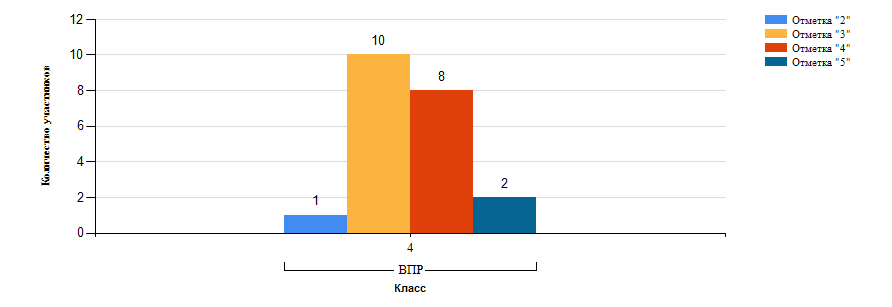 Количество участников
12
10
8
6
4
2
0
1
10
8
2
4
ВПР
Класс
Отметка "2"
Отметка "3"
Отметка "4"
Отметка "5"